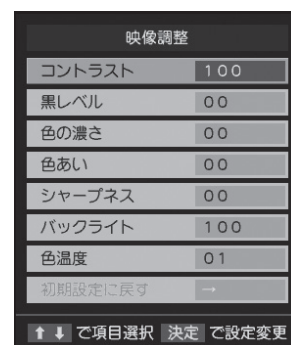 映像調整
コントラスト 100
黒レベル 00
色の濃さ 00
色あい 00
シャープネス 00
バックライト 100
色温度 01
初期設定に戻す →
↑ ↓ で項目選択 決定 で設定変更